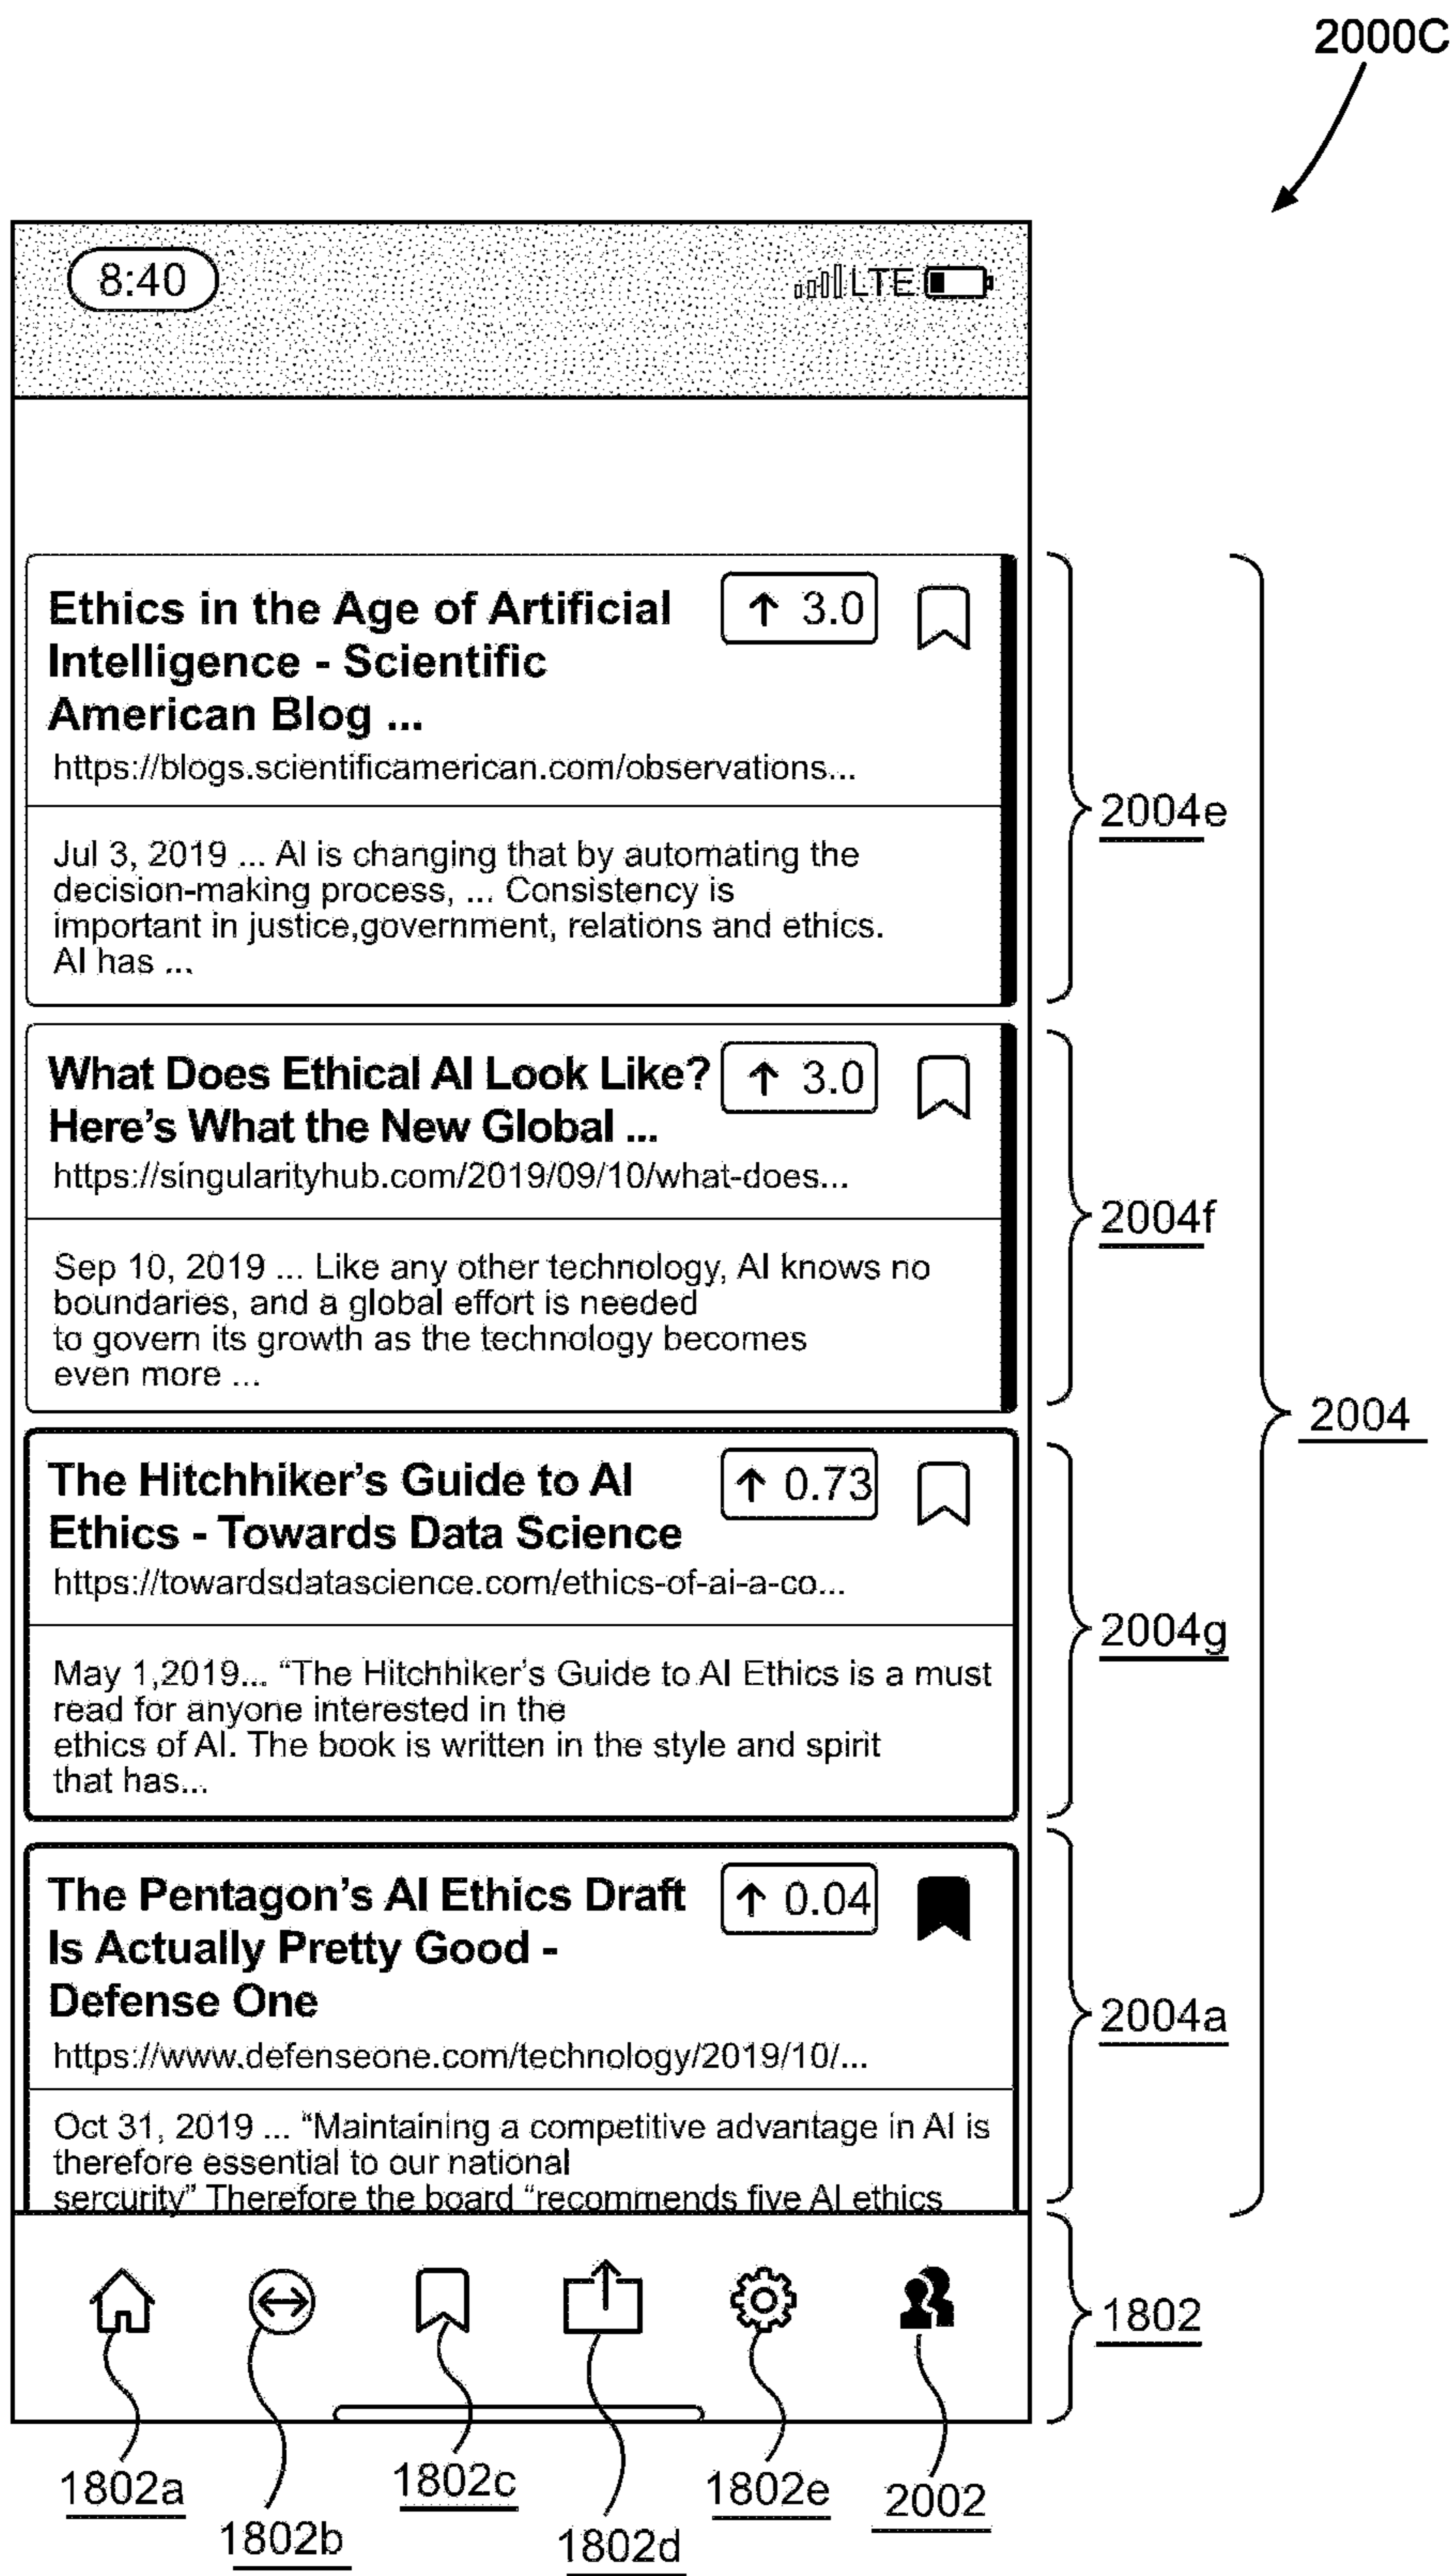 2000C
8:40
LTE
Ethics in the Age of Artificial
Intelligence - Scientific
American Blog ...
↑ 3.0
https://blogs.scientificamerican.com/observations...
Jul 3, 2019 ... AI is changing that by automating the
decision-making process, ... Consistency is
important in justice,government, relations and ethics.
AI has ...
2004e
What Does Ethical AI Look Like?
Here's What the New Global ...
↑ 3.0
https://singularityhub.com/2019/09/10/what-does...
Sep 10, 2019 ... Like any other technology, AI knows no
boundaries, and a global effort is needed
to govern its growth as the technology becomes
even more ...
2004f
2004
The Hitchhiker's Guide to AI
Ethics - Towards Data Science
↑ 0.73
https://towardsdatascience.com/ethics-of-ai-a-co...
May 1,2019... “The Hitchhiker's Guide to AI Ethics is a must
read for anyone interested in the
ethics of AI. The book is written in the style and spirit
that has...
2004g
The Pentagon's AI Ethics Draft
Is Actually Pretty Good -
Defense One
↑ 0.04
https://www.defenseone.com/technology/2019/10/...
Oct 31, 2019 ... “Maintaining a competitive advantage in AI is
therefore essential to our national
sercurity” Therefore the board “recommends five AI ethics
2004a
1802
1802a
1802b
1802c
1802d
1802e
2002